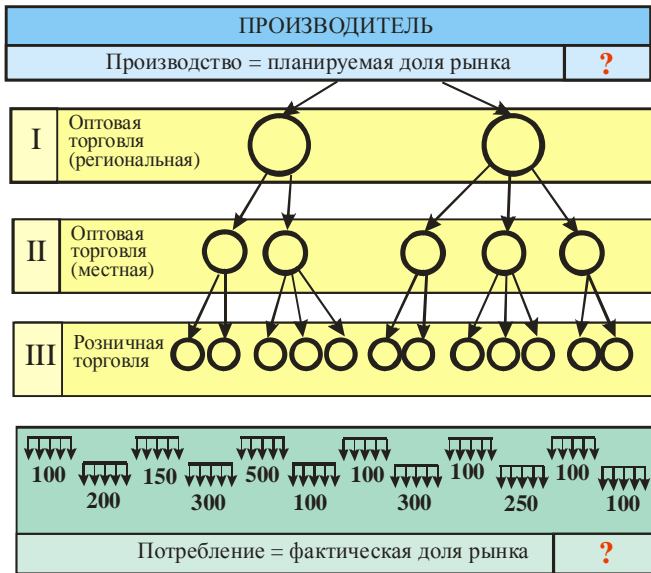 ПРОИЗВОДИТЕЛЬ
Производство = планируемая доля рынка ?
I Оптовая
торговля
(региональная)
II Оптовая
торговля
(местная)
III Розничная
торговля
100 150 500 100 100 100
200 300 100 300 250 100
Потребление = фактическая доля рынка ?